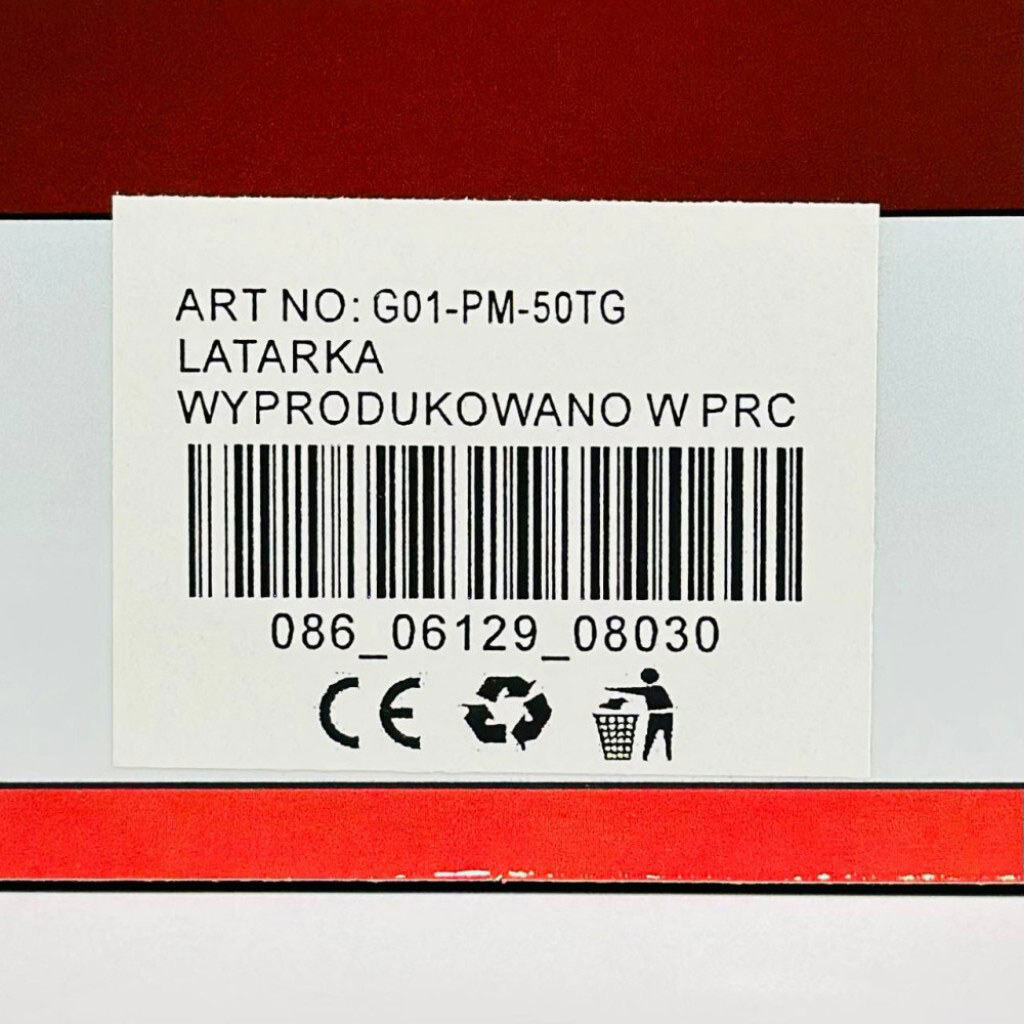 ART NO: G01-PM-50TG
LATARKA
WYPRODUKOWANO W PRC
086_06129_08030
CE